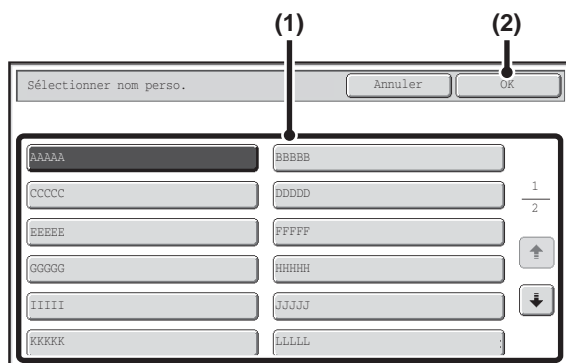 (1) (2)
Sélectionner nom perso. Annuler OK
AAAAA BBBBB
CCCCC DDDDD
1
2
EEEEE FFFFF
GGGGG HHHHH
IIIII JJJJJ
KKKKK LLLLL